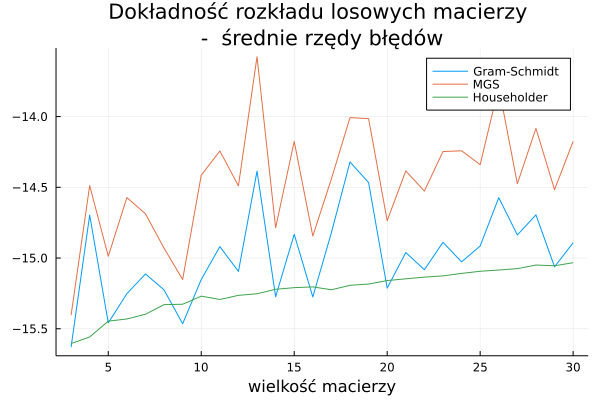 Dokładność rozkładu losowych macierzy
- średnie rzędy błędów
Gram-Schmidt
MGS
Householder
−14.0
−14.5
−15.0
−15.5
5
10
15
20
25
30
wielkość macierzy